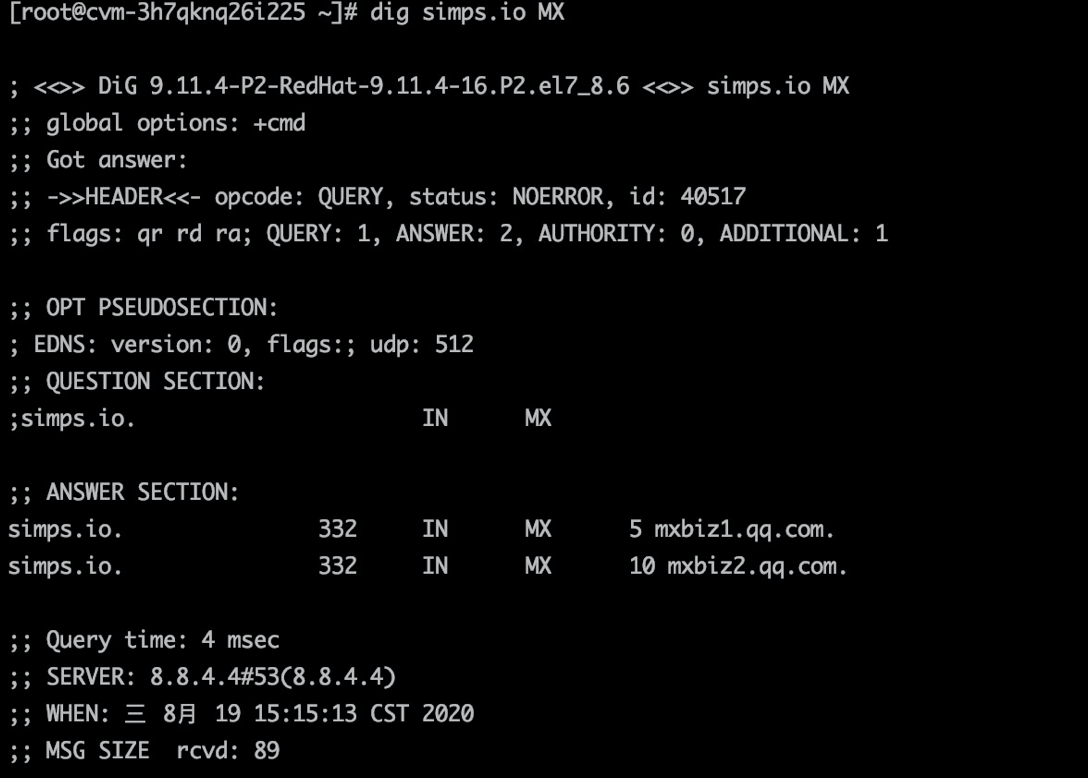 [root@cvm-3h7qknq26i225 ~]# dig simps.io MX
; <<>> DiG 9.11.4-P2-RedHat-9.11.4-16.P2.el7_8.6 <<>> simps.io MX
;; global options: +cmd
;; Got answer:
;; ->>HEADER<<- opcode: QUERY, status: NOERROR, id: 40517
;; flags: qr rd ra; QUERY: 1, ANSWER: 2, AUTHORITY: 0, ADDITIONAL: 1
;; OPT PSEUDOSECTION:
; EDNS: version: 0, flags:; udp: 512
;; QUESTION SECTION:
;simps.io. IN MX
;; ANSWER SECTION:
simps.io. 332 IN MX 5 mxbiz1.qq.com.
simps.io. 332 IN MX 10 mxbiz2.qq.com.
;; Query time: 4 msec
;; SERVER: 8.8.4.4#53(8.8.4.4)
;; WHEN: 三 8月 19 15:15:13 CST 2020
;; MSG SIZE rcvd: 89